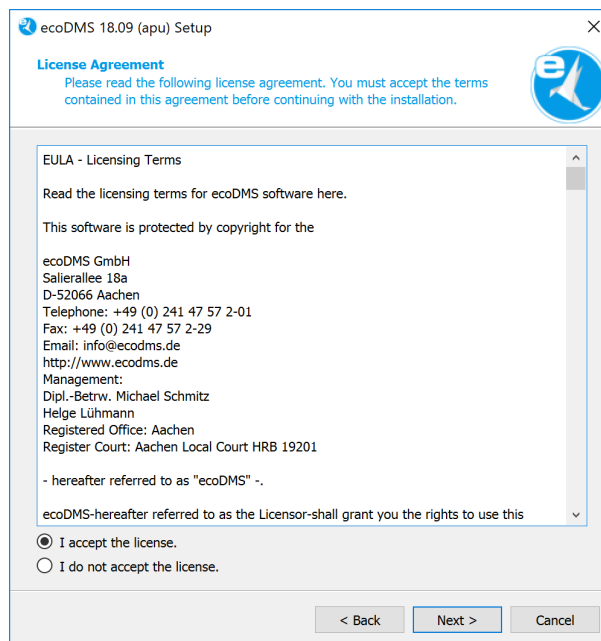 ecoDMS 18.09 (apu) Setup
License Agreement
Please read the following license agreement. You must accept the terms
contained in this agreement before continuing with the installation.
e
EULA - Licensing Terms
Read the licensing terms for ecoDMS software here.
This software is protected by copyright for the
ecoDMS GmbH
Salierallee 18a
D-52066 Aachen
Telephone: +49 (0) 241 47 57 2-01
Fax: +49 (0) 241 47 57 2-29
Email: info@ecodms.de
http://www.ecodms.de
Management:
Dipl.-Betrw. Michael Schmitz
Helge Lühmann
Registered Office: Aachen
Register Court: Aachen Local Court HRB 19201
- hereafter referred to as "ecoDMS" -.
ecoDMS-hereafter referred to as the Licensor-shall grant you the rights to use this
I accept the license.
I do not accept the license.
< Back
Next >
Cancel